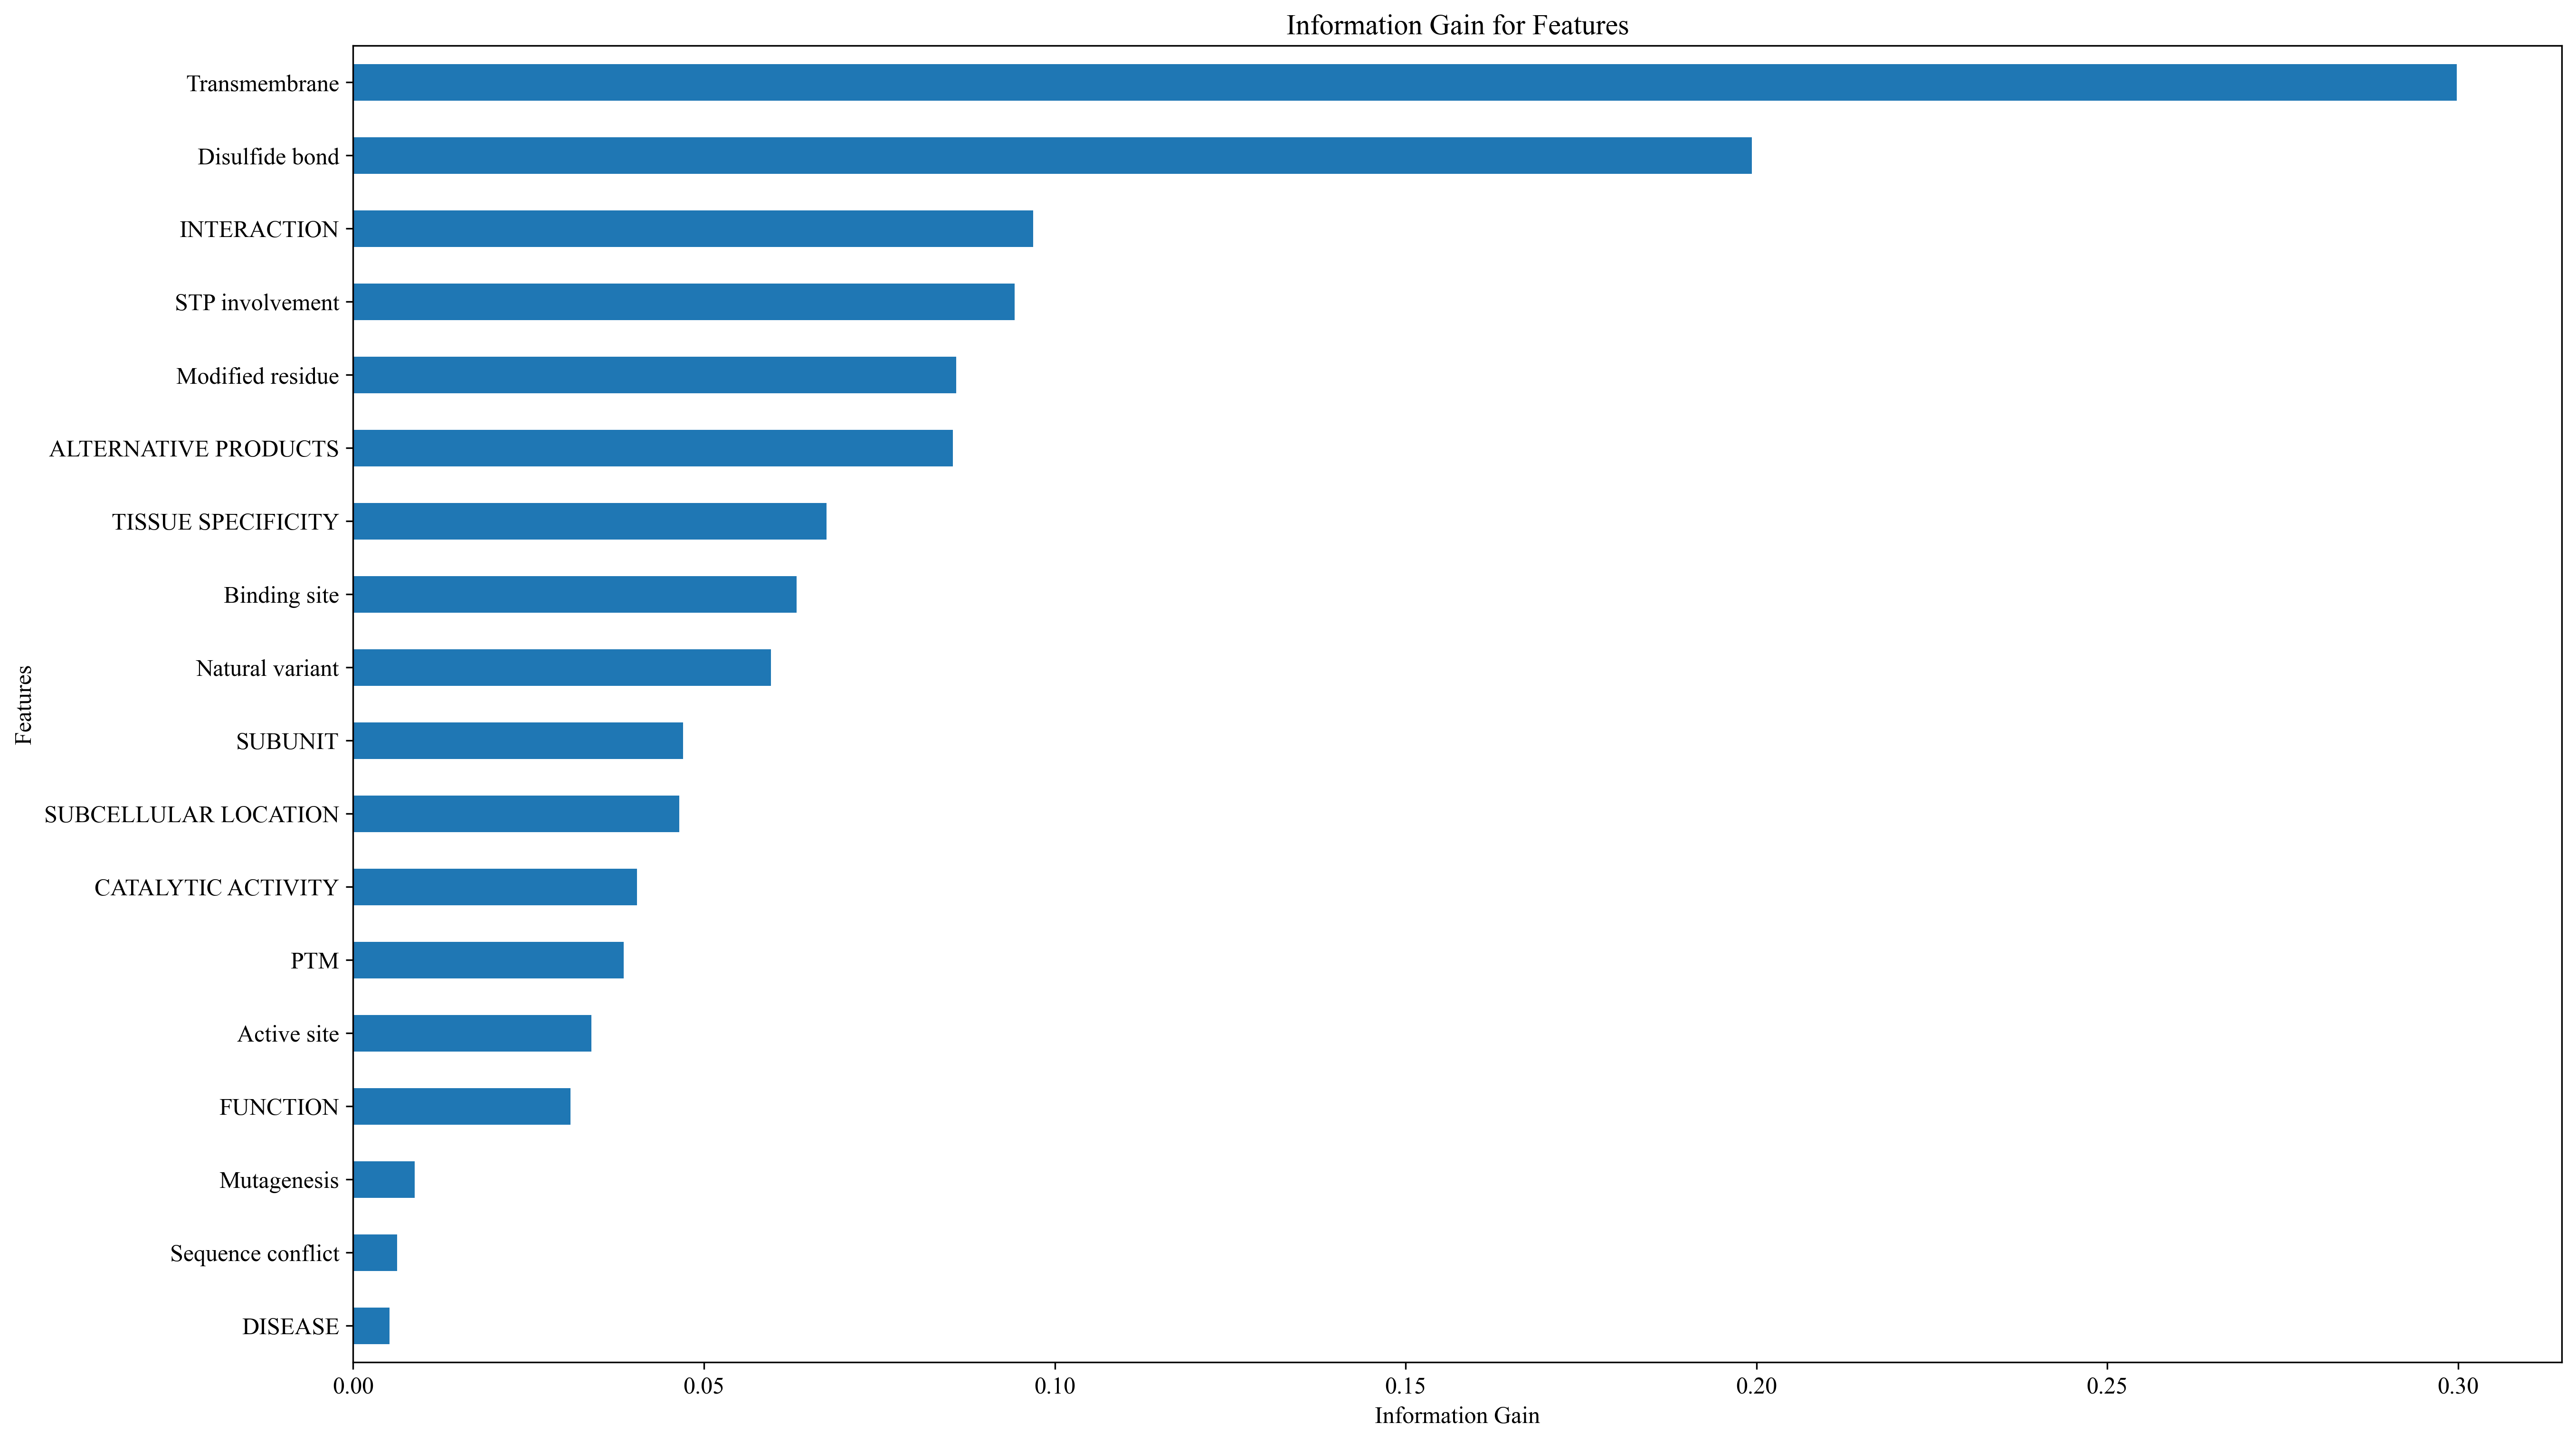 Information Gain for Features
Transmembrane
Disulfide bond
INTERACTION
STP involvement
Modified residue
ALTERNATIVE PRODUCTS
TISSUE SPECIFICITY
Binding site
Natural variant
SUBUNIT
SUBCELLULAR LOCATION
CATALYTIC ACTIVITY
PTM
Active site
FUNCTION
Mutagenesis
Sequence conflict
DISEASE
Features
0.00 0.05 0.10 0.15 0.20 0.25 0.30
Information Gain